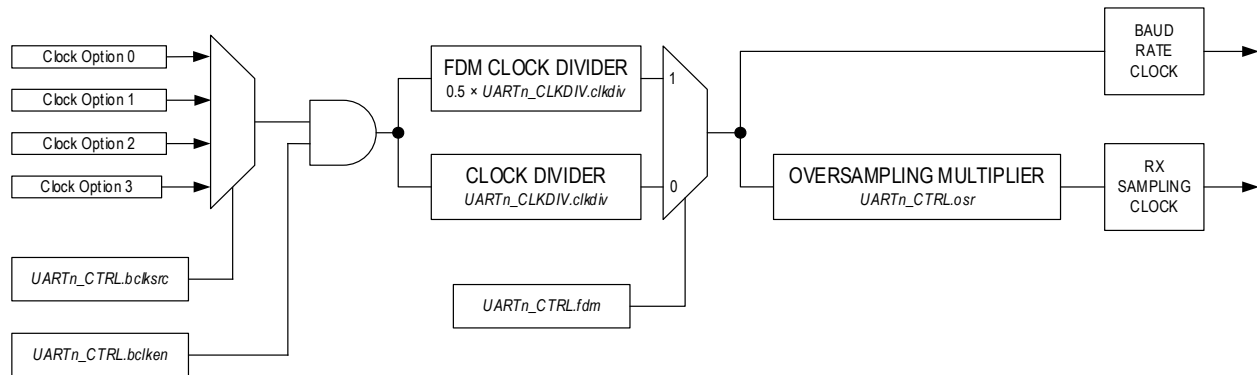 Clock Option 0
Clock Option 1
Clock Option 2
Clock Option 3
UARTn_CTRL.bclksrc
UARTn_CTRL.bclken
FDM CLOCK DIVIDER
0.5 × UARTn_CLKDIV.clkdiv
CLOCK DIVIDER
UARTn_CLKDIV.clkdiv
1
0
UARTn_CTRL.fdm
OVERSAMPLING MULTIPLIER
UARTn_CTRL.osr
BAUD
RATE
CLOCK
RX
SAMPLING
CLOCK